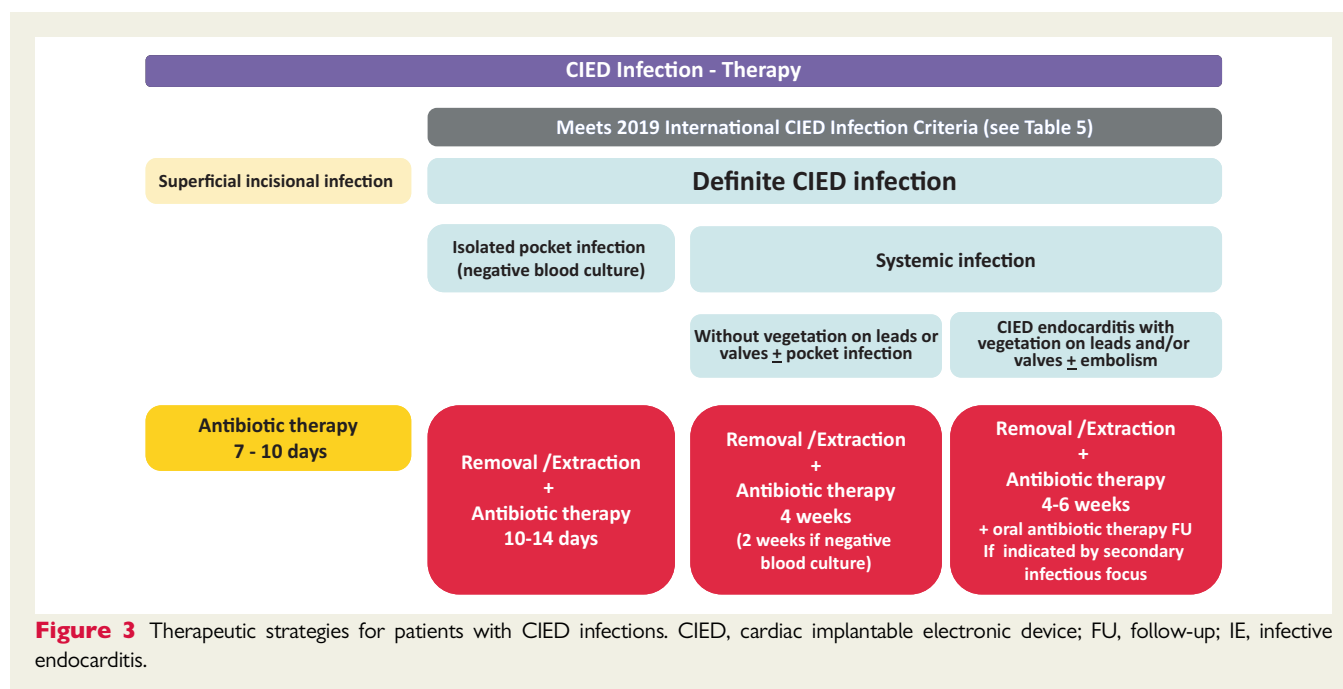 CIED Infection - Therapy
Meets 2019 International CIED Infection Criteria (see Table 5)
Superficial incisional infection
Definite CIED infection
Isolated pocket infection
(negative blood culture)
Systemic infection
Without vegetation on leads or
valves ± pocket infection
CIED endocarditis with
vegetation on leads and/or
valves ± embolism
Antibiotic therapy
7 - 10 days
Removal /Extraction
+
Antibiotic therapy
10-14 days
Removal /Extraction
+
Antibiotic therapy
4 weeks
(2 weeks if negative
blood culture)
Removal /Extraction
+
Antibiotic therapy
4-6 weeks
+ oral antibiotic therapy FU
If indicated by secondary
infectious focus
Figure 3 Therapeutic strategies for patients with CIED infections. CIED, cardiac implantable electronic device; FU, follow-up; IE, infective
endocarditis.